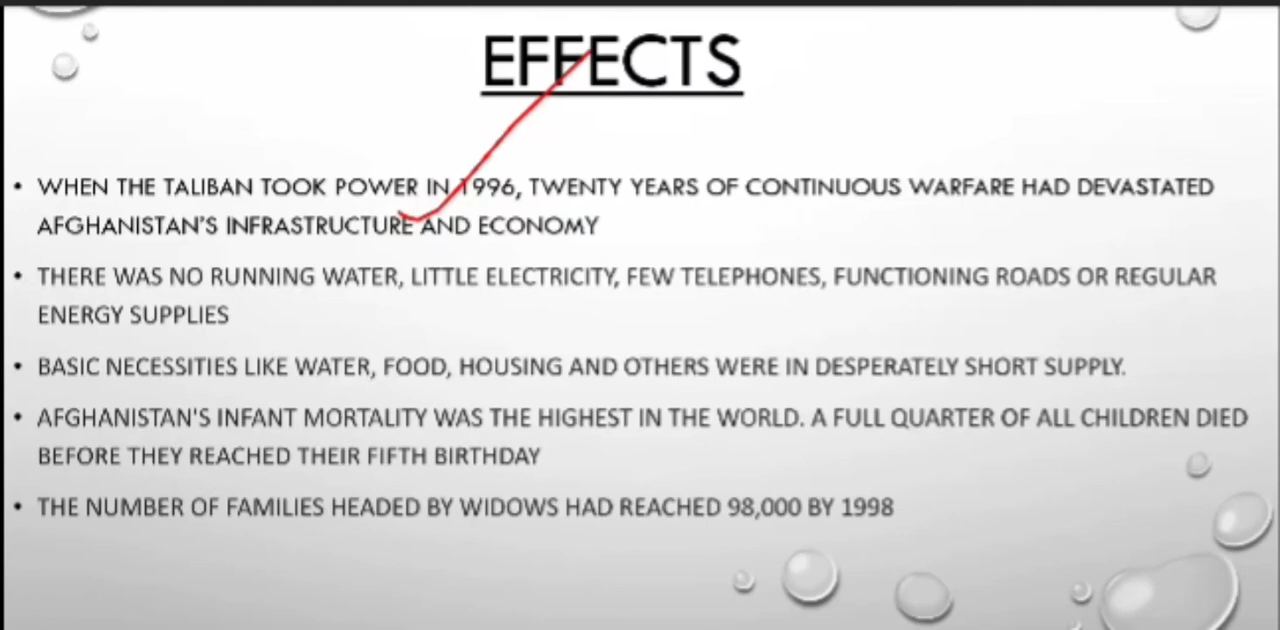 EFFECTS
• WHEN THE TALIBAN TOOK POWER IN 1996, TWENTY YEARS OF CONTINUOUS WARFARE HAD DEVASTATED
AFGHANISTAN'S INFRASTRUCTURE AND ECONOMY
• THERE WAS NO RUNNING WATER, LITTLE ELECTRICITY, FEW TELEPHONES, FUNCTIONING ROADS OR REGULAR
ENERGY SUPPLIES
• BASIC NECESSITIES LIKE WATER, FOOD, HOUSING AND OTHERS WERE IN DESPERATELY SHORT SUPPLY.
• AFGHANISTAN'S INFANT MORTALITY WAS THE HIGHEST IN THE WORLD. A FULL QUARTER OF ALL CHILDREN DIED
BEFORE THEY REACHED THEIR FIFTH BIRTHDAY
• THE NUMBER OF FAMILIES HEADED BY WIDOWS HAD REACHED 98,000 BY 1998